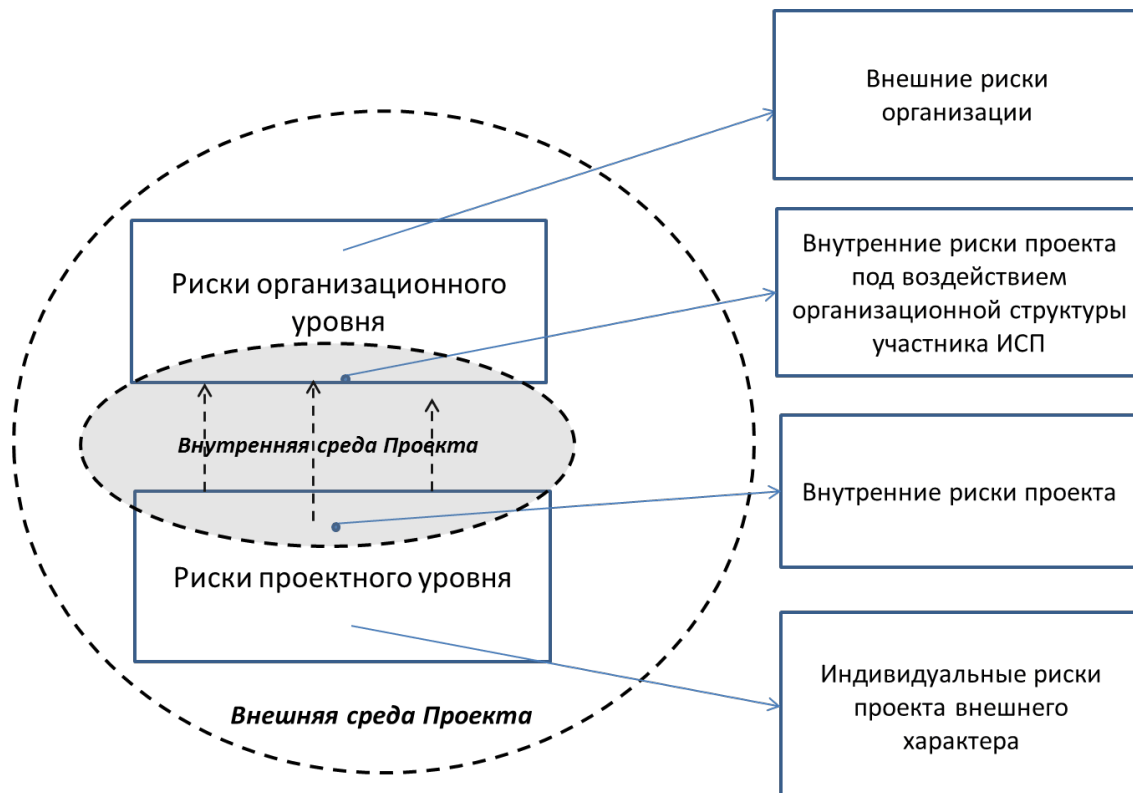 Внешние риски
организации
Риски организационного
уровня
Внутренние риски проекта
под воздействием
организационной структуры
участника ИСП
Внутренняя среда Проекта
Внутренние риски проекта
Риски проектного уровня
Внешняя среда Проекта
Индивидуальные риски
проекта внешнего
характера